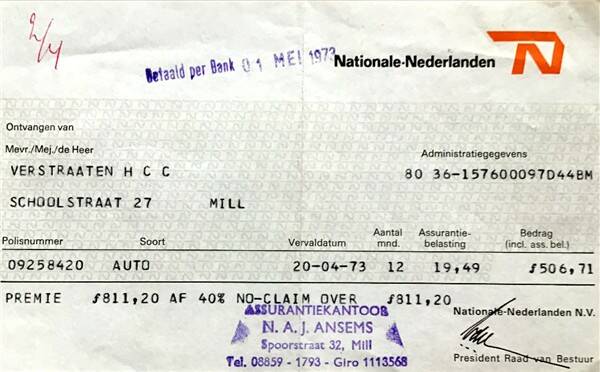 2/4
Betaald per Bank 01 MEI 1973
Nationale-Nederlanden
Ontvangen van
Mevr./Mej./de Heer
Administratiegegevens
VERSTRAATEN H C C
80 36-157600097D44BM
SCHOOLSTRAAT 27 MILL
Polisnummer Soort Vervaldatum Aantal mnd. Assurantie-belasting Bedrag (incl. ass. bel.)
09258420 AUTO 20-04-73 12 19,49 ƒ506,71
PREMIE ƒ811,20 AF 40% NO-CLAIM OVER ƒ811,20
ASSURANTIEKANTOOR
N. A. J. ANSEMS
Spoorstraat 32, Mill
Tel. 08859 - 1793 - Giro 1113568
Nationale-Nederlanden N.V.
President Raad van Bestuur